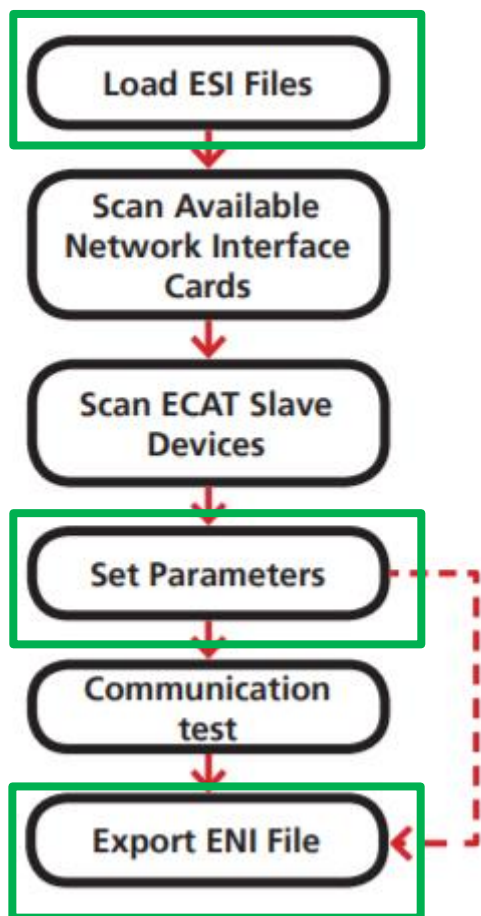 Load ESI Files
Scan Available
Network Interface
Cards
Scan ECAT Slave
Devices
Set Parameters
Communication
test
Export ENI File